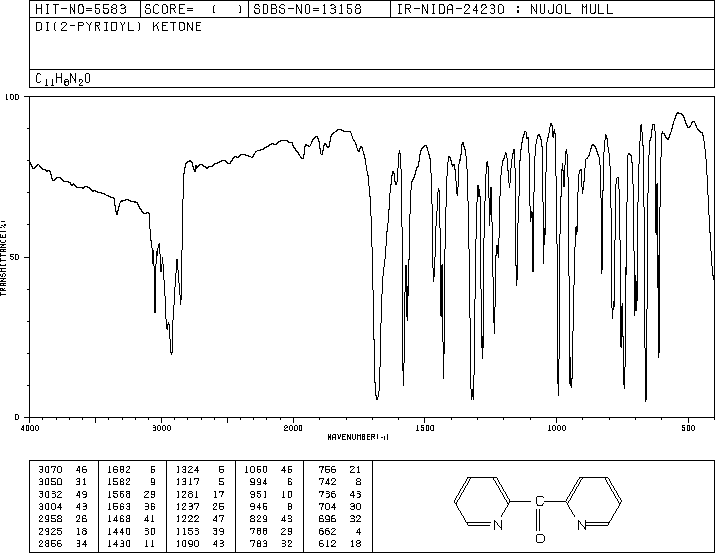 HIT-NO=5583 SCORE= ( ) SDBS-NO=13158 IR-NIDA-24230 : NUJOL MULL
DI(2-PYRIDYL) KETONE
C11H8N2O
100
TRANSMITTANCE(%)
50
0
4000 3000 2000 1500 1000 500
WAVENUMBER(-1)
3070 46 1682 5 1324 6 1060 46 756 21
3050 31 1582 9 1317 5 994 6 742 8
3032 49 1568 29 1281 17 951 10 736 43
3004 43 1563 36 1237 25 946 9 704 30
2958 26 1468 41 1222 47 829 43 696 32
2925 18 1440 30 1153 39 788 29 662 4
2856 34 1430 11 1090 43 783 32 612 18
C
N O N